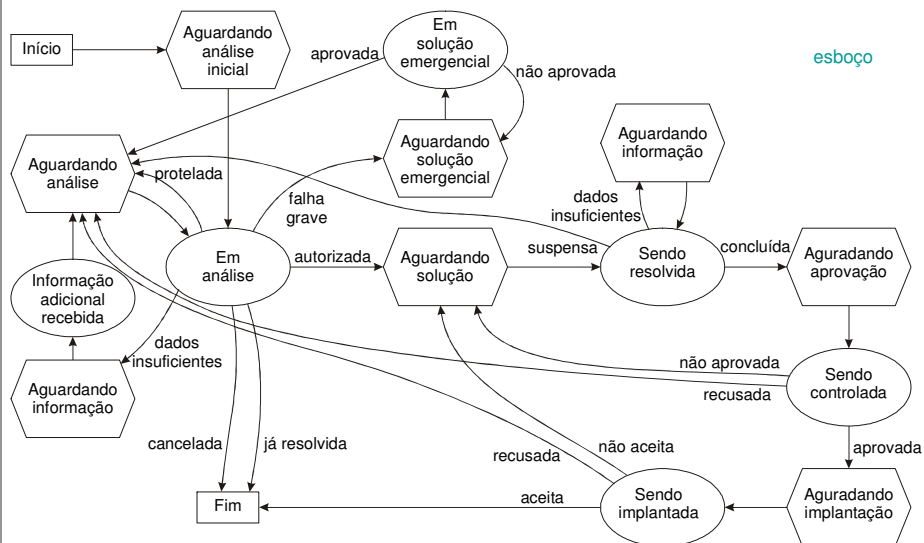 Início
Aguardando
análise
inicial
aprovada
Em
solução
emergencial
não aprovada
esboço
Aguardando
análise
protelada
falha
grave
Aguardando
solução
emergencial
Aguardando
informação
dados
insuficientes
Em
análise
autorizada
Aguardando
solução
suspensa
Sendo
resolvida
concluída
Aguradando
aprovação
Informação
adicional
recebida
dados
insuficientes
Aguardando
informação
não aprovada
recusada
Sendo
controlada
cancelada
já resolvida
recusada
não aceita
aprovada
Fim
aceita
Sendo
implantada
Aguradando
implantação